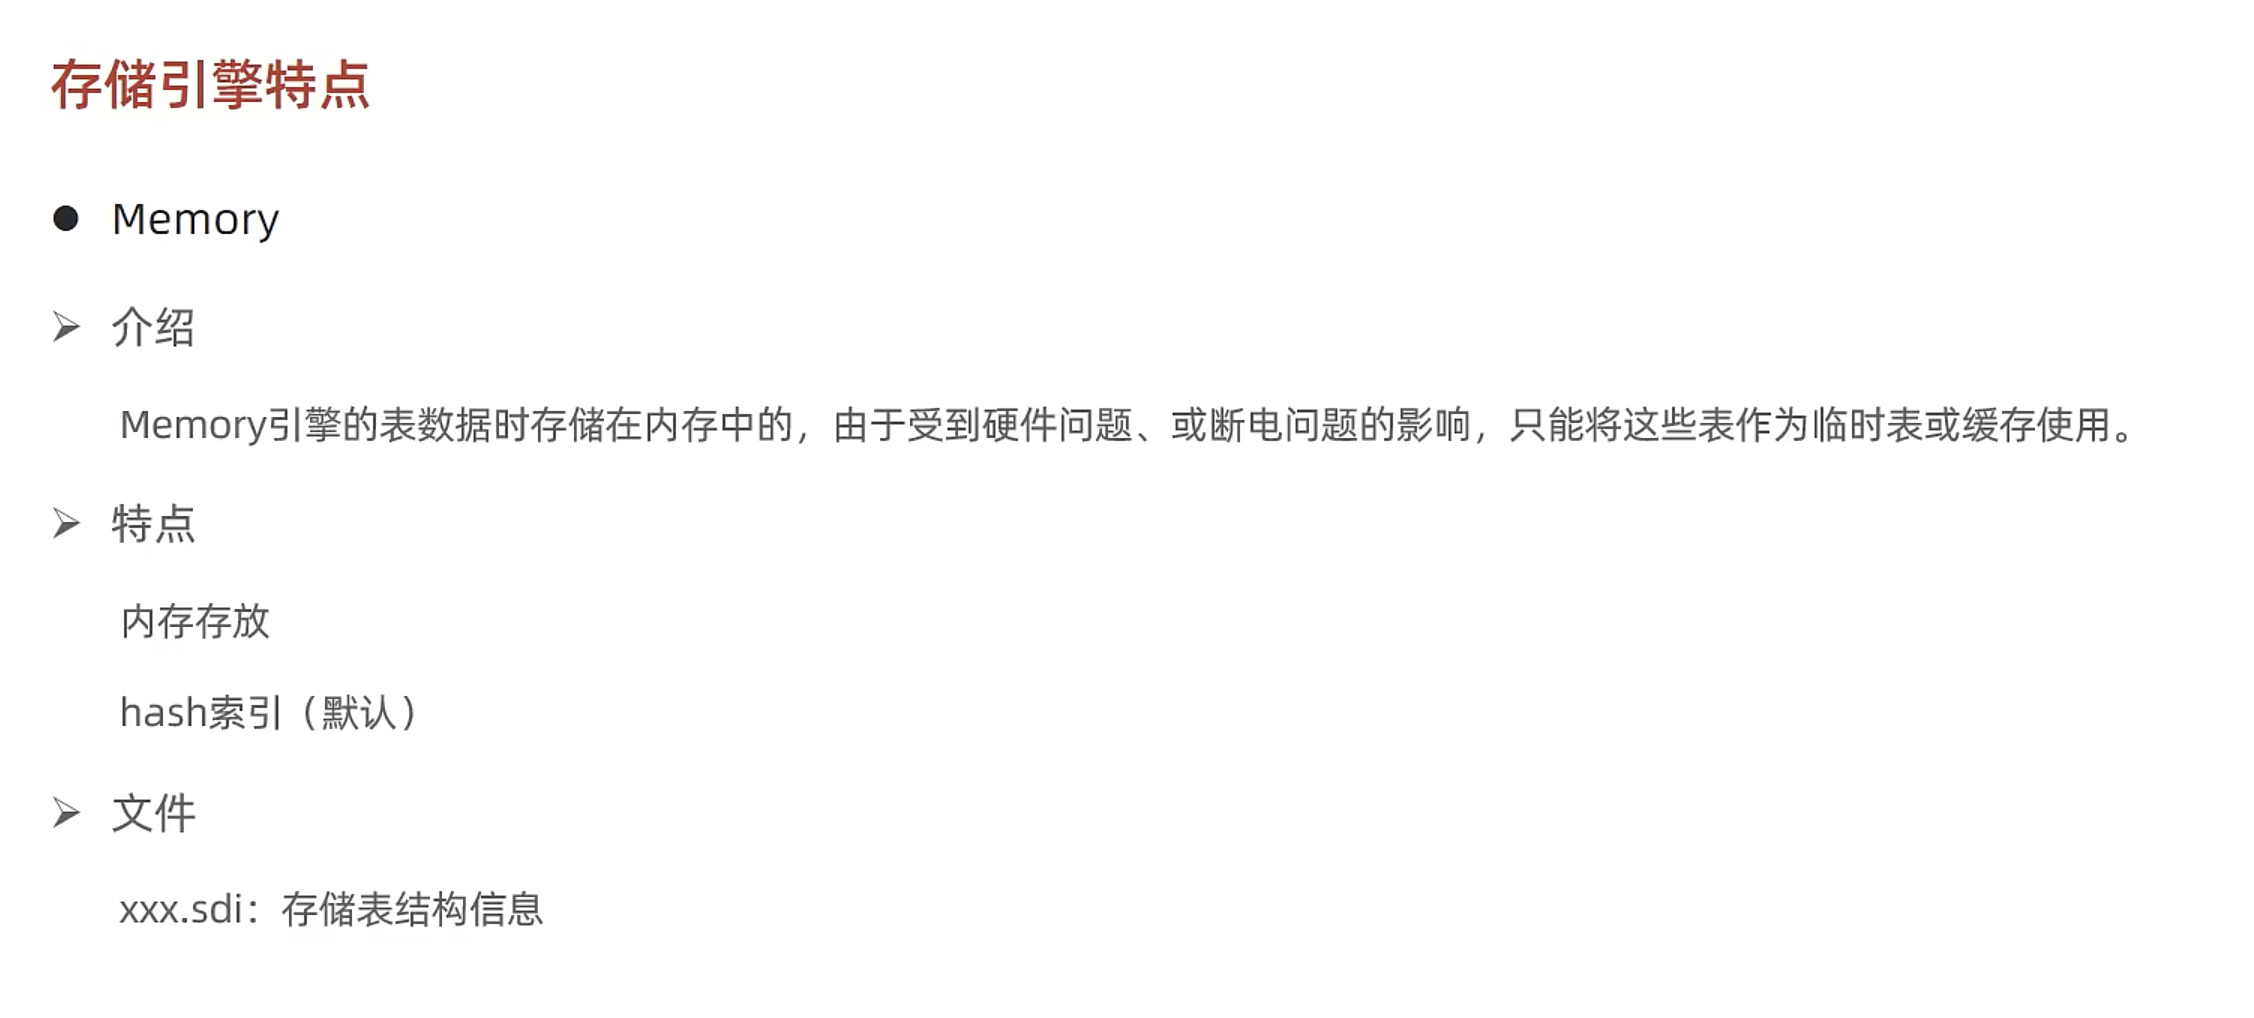 存储引擎特点
● Memory
➢ 介绍
Memory引擎的表数据时存储在内存中的，由于受到硬件问题、或断电问题的影响，只能将这些表作为临时表或缓存使用。
➢ 特点
内存存放
hash索引（默认）
➢ 文件
xxx.sdi：存储表结构信息